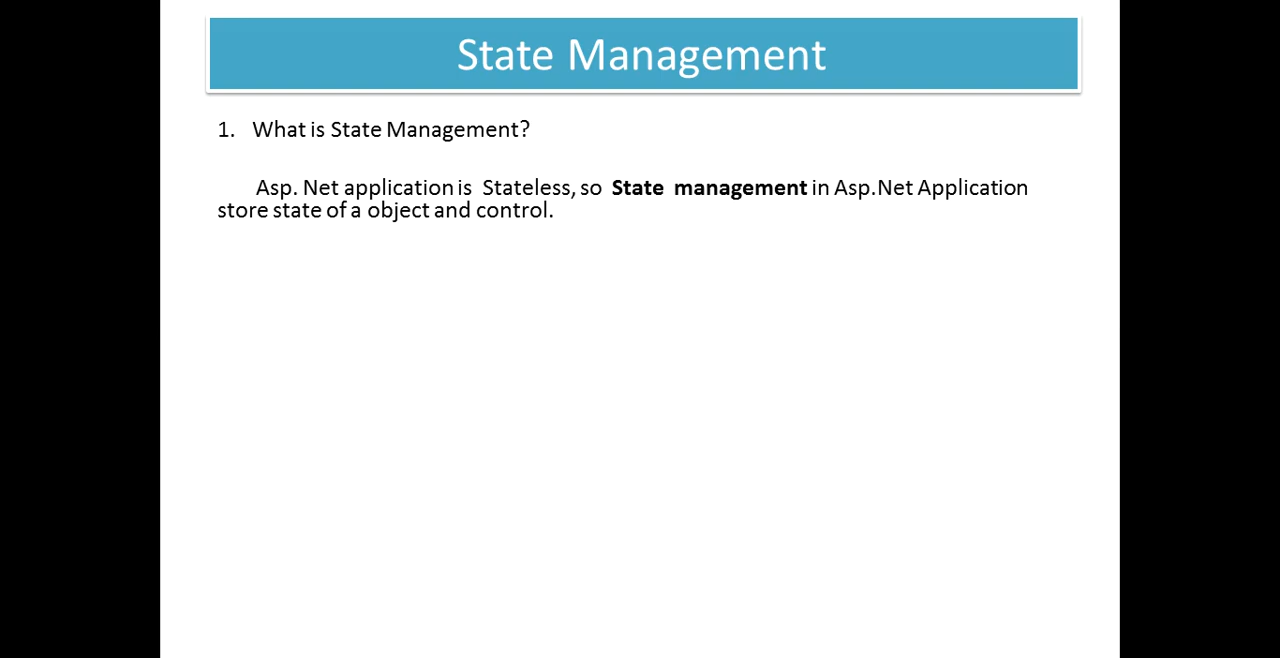 State Management
1. What is State Management?
Asp. Net application is Stateless, so State management in Asp.Net Application
store state of a object and control.